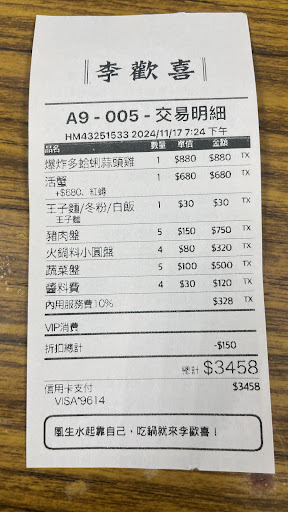 李歡喜
A9 - 005 - 交易明細
HM43251533 2024/11/17 7:24 下午
品名 數量 單價 金額
爆炸多蛤蜊蒜頭雞 1 $880 $880 TX
活蟹 1 $680 $680 TX
+$680、紅蟳
王子麵/冬粉/白飯 1 $30 $30 TX
王子麵
豬肉盤 5 $150 $750 TX
火鍋料小圓盤 4 $80 $320 TX
蔬菜盤 5 $100 $500 TX
醬料費 4 $30 $120 TX
內用服務費10% $328 TX
VIP消費
折扣總計 -$150
總計 $3458
信用卡支付 $3458
VISA*9614
風生水起靠自己，吃鍋就來李歡喜！